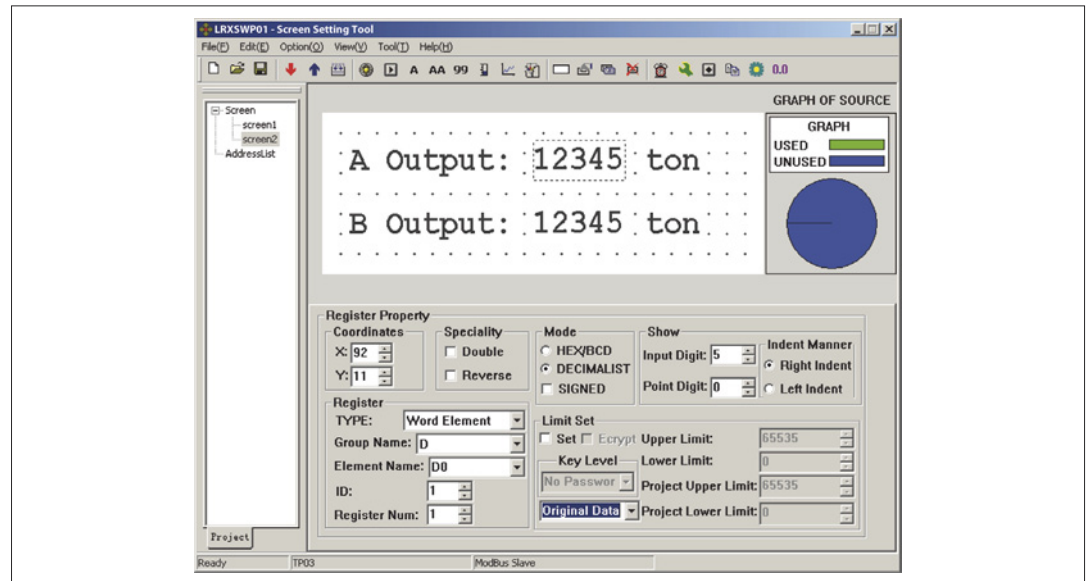 LRXSWP01 - Screen Setting Tool
File(F) Edit(E) Option(O) View(V) Tool(T) Help(H)
A AA 99 0.0
Screen
screen1
screen2
AddressList
Project
GRAPH OF SOURCE
GRAPH
USED
UNUSED
A Output: 12345 ton
B Output: 12345 ton
Register Property
Coordinates
X: 92
Y: 11
Speciality
Double
Reverse
Mode
HEX/BCD
DECIMALIST
SIGNED
Show
Input Digit: 5
Point Digit: 0
Indent Manner
Right Indent
Left Indent
Register
TYPE: Word Element
Group Name: D
Element Name: D0
ID: 1
Register Num: 1
Limit Set
Set Ecrypt Upper Limit: 65535
Key Level Lower Limit: 0
No Passwor Project Upper Limit: 65535
Original Data Project Lower Limit: 0
Ready TP03 ModBus Slave